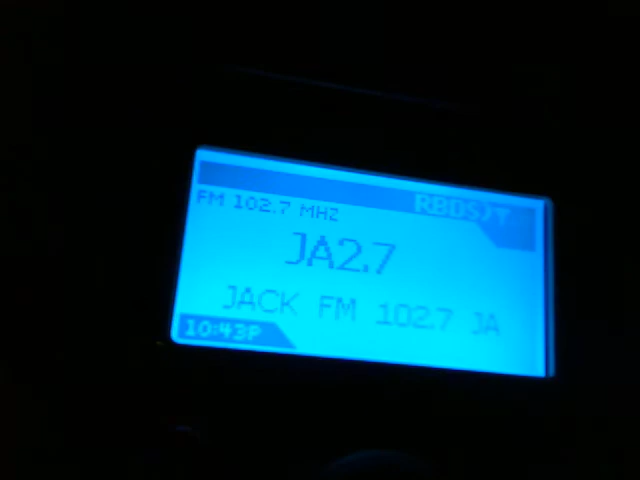 RBDS
FM 102.7 MHZ
JA2.7
JACK FM 102.7 JA
10:43P